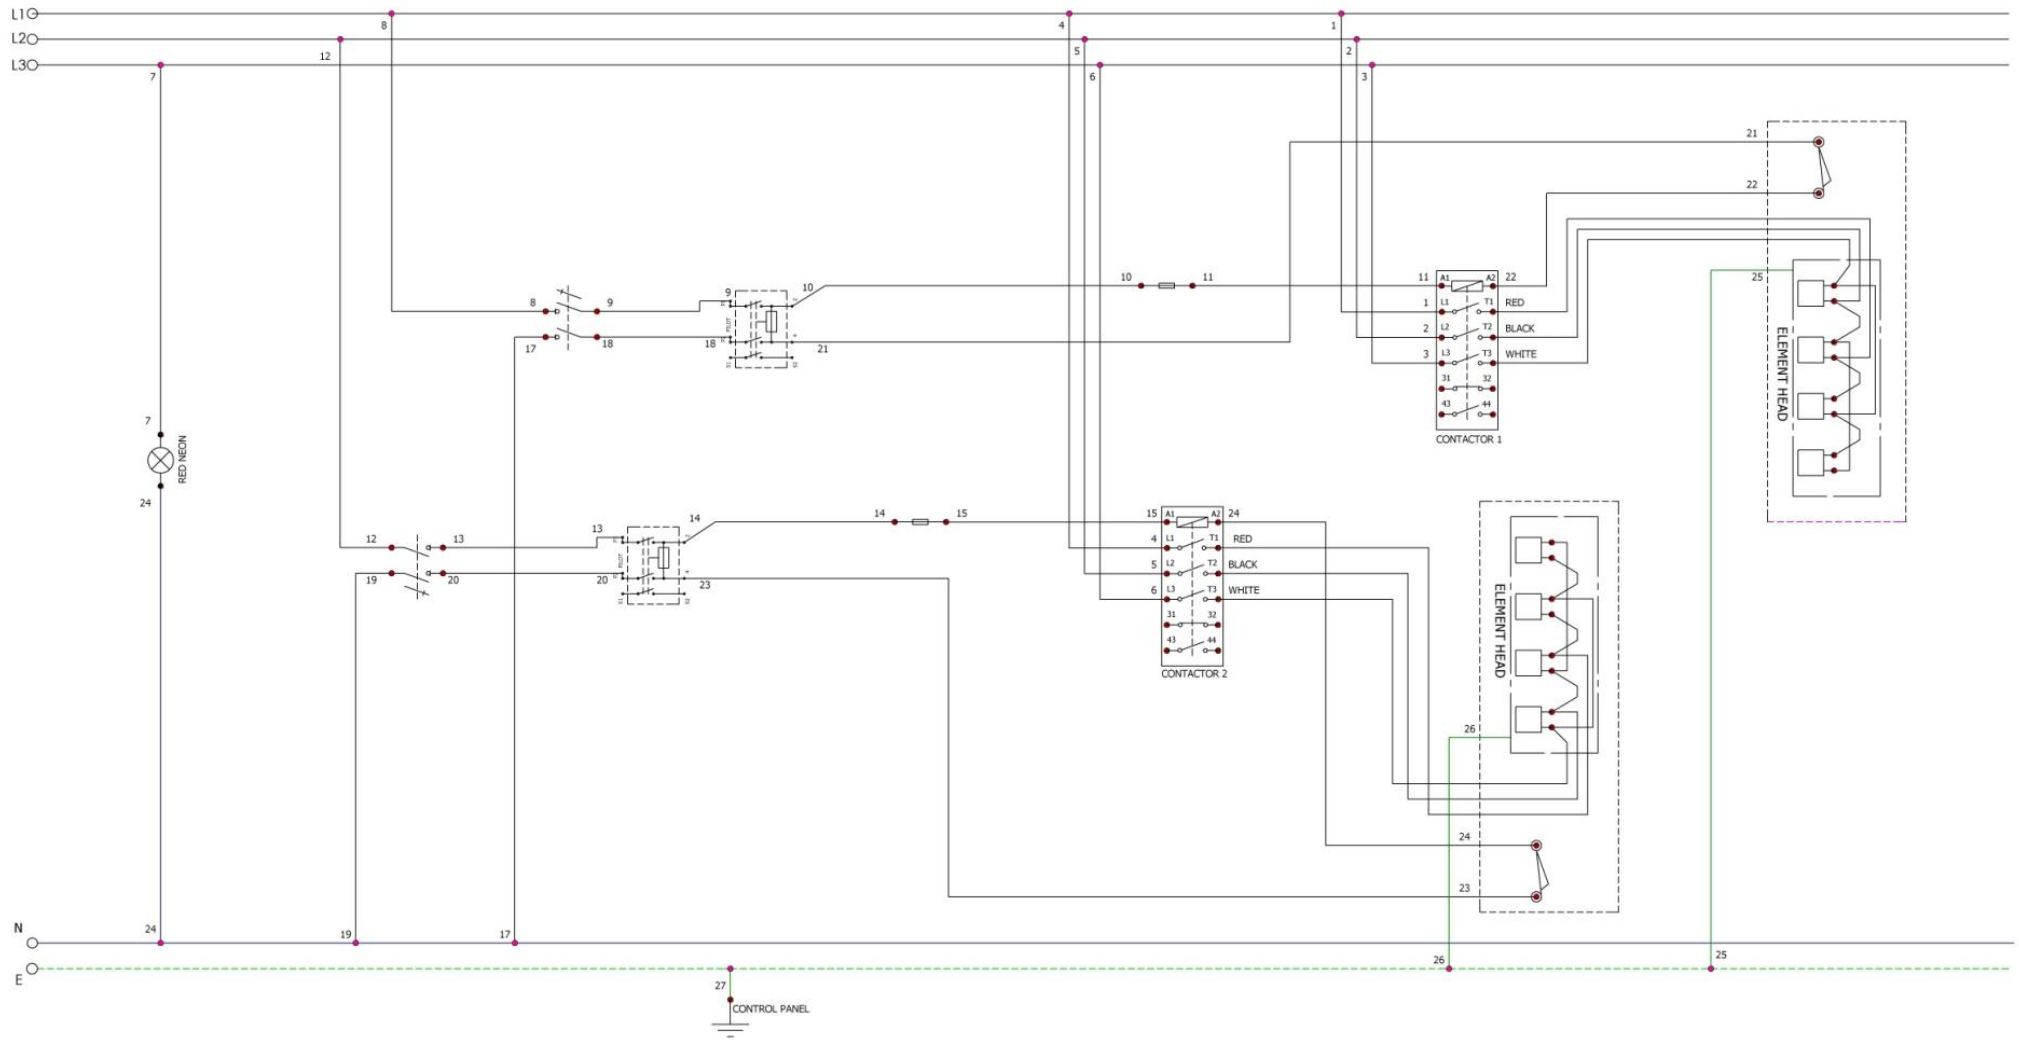 L1
8
4
1
L2
12
5
2
L3
7
6
3
21
22
25
8
9
9
10
10
11
11
A1
A2
22
1
L1
T1
RED
17
18
18
PILOT
21
2
L2
T2
BLACK
3
L3
T3
WHITE
31
32
43
44
CONTACTOR 1
ELEMENT HEAD
7
RED NEON
24
12
13
13
14
14
15
15
A1
A2
24
4
L1
T1
RED
19
20
20
PILOT
23
5
L2
T2
BLACK
6
L3
T3
WHITE
31
32
43
44
CONTACTOR 2
ELEMENT HEAD
26
24
23
N
24
19
17
E
26
25
27
CONTROL PANEL